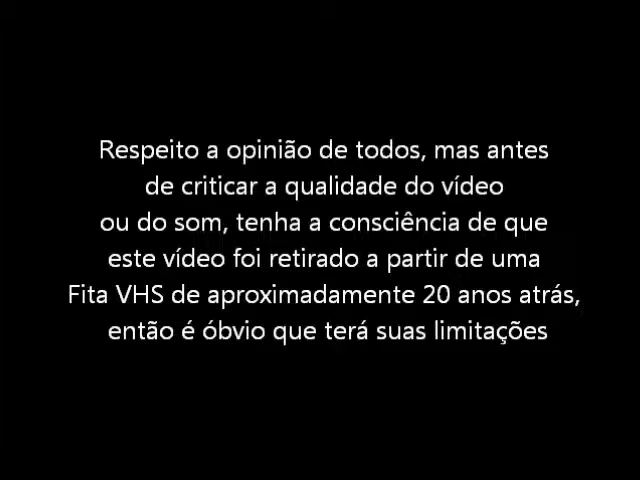 Respeito a opinião de todos, mas antes
de criticar a qualidade do vídeo
ou do som, tenha a consciência de que
este vídeo foi retirado a partir de uma
Fita VHS de aproximadamente 20 anos atrás,
então é óbvio que terá suas limitações